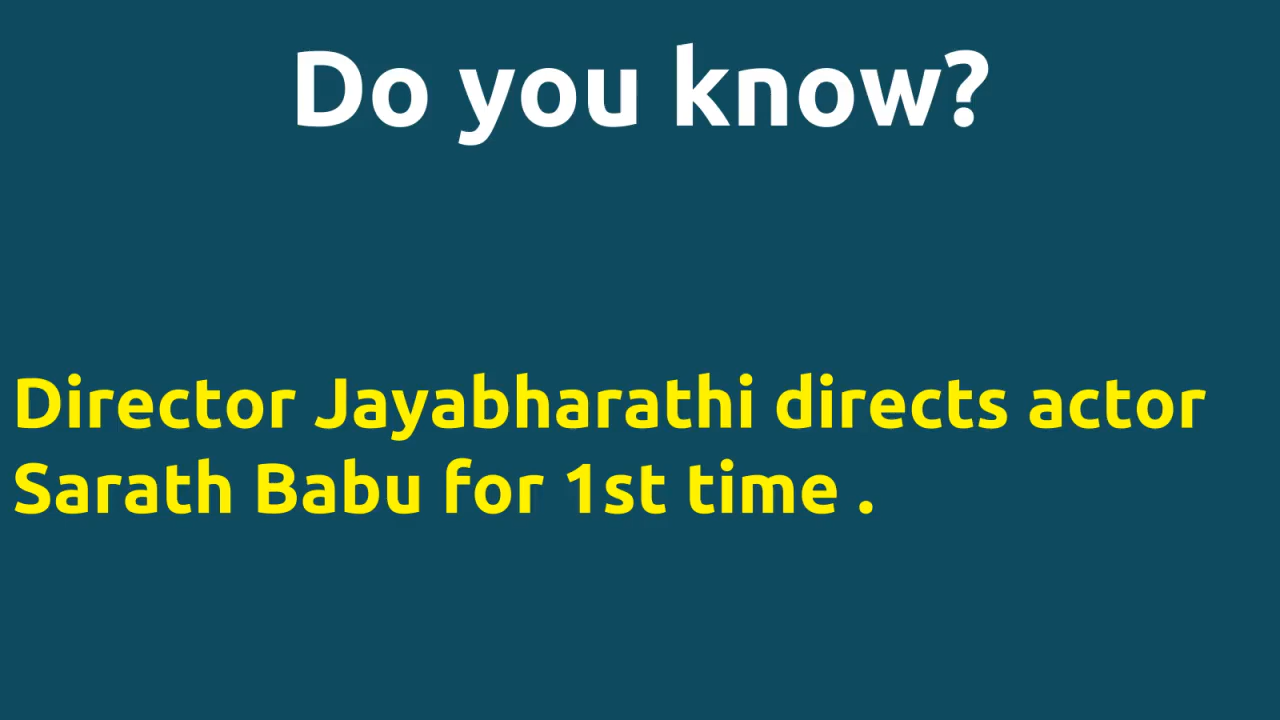 Do you know?
Director Jayabharathi directs actor
Sarath Babu for 1st time .